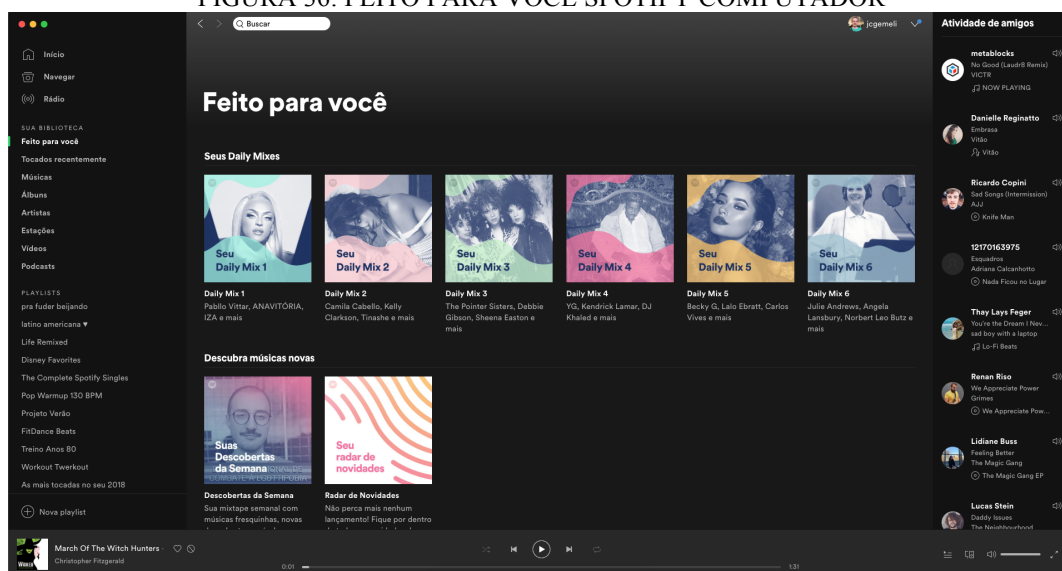 FIGURA 30: FEITO PARA VOCÊ SPOTIFY COMPUTADOR
Buscar
jcgemeli
Início
Navegar
Rádio
SUA BIBLIOTECA
Feito para você
Tocados recentemente
Músicas
Álbuns
Artistas
Estações
Vídeos
Podcasts
PLAYLISTS
pra fuder beijando
latino americana ♥
Life Remixed
Disney Favorites
The Complete Spotify Singles
Pop Warmup 130 BPM
Projeto Verão
FitDance Beats
Treino Anos 80
Workout Twerkout
As mais tocadas no seu 2018
Nova playlist
Feito para você
Seus Daily Mixes
Seu
Daily Mix 1
Daily Mix 1
Pabllo Vittar, ANAVITÓRIA,
IZA e mais
Seu
Daily Mix 2
Daily Mix 2
Camila Cabello, Kelly
Clarkson, Tinashe e mais
Seu
Daily Mix 3
Daily Mix 3
The Pointer Sisters, Debbie
Gibson, Sheena Easton e
mais
Seu
Daily Mix 4
Daily Mix 4
YG, Kendrick Lamar, DJ
Khaled e mais
Seu
Daily Mix 5
Daily Mix 5
Becky G, Lalo Ebratt, Carlos
Vives e mais
Seu
Daily Mix 6
Daily Mix 6
Julie Andrews, Angela
Lansbury, Norbert Leo Butz e
mais
Descubra músicas novas
Suas
Descobertas
da Semana
Descobertas da Semana
Sua mixtape semanal com
músicas fresquinhas, novas
Seu
radar de
novidades
Radar de Novidades
Não perca mais nenhum
lançamento! Fique por dentro
Atividade de amigos
metablocks
No Good (Laudr8 Remix)
VICTR
NOW PLAYING
Danielle Reginatto
Embrasa
Vitão
Vitão
Ricardo Copini
Sad Songs (Intermission)
AJJ
Knife Man
12170163975
Esquadros
Adriana Calcanhotto
Nada Ficou no Lugar
Thay Lays Feger
You're the Dream I Nev...
sad boy with a laptop
Lo-Fi Beats
Renan Riso
We Appreciate Power
Grimes
We Appreciate Pow...
Lidiane Buss
Feeling Better
The Magic Gang
The Magic Gang EP
Lucas Stein
Daddy Issues
The Neighbourhood
WICKED
March Of The Witch Hunters
Christopher Fitzgerald
0:01
1:31